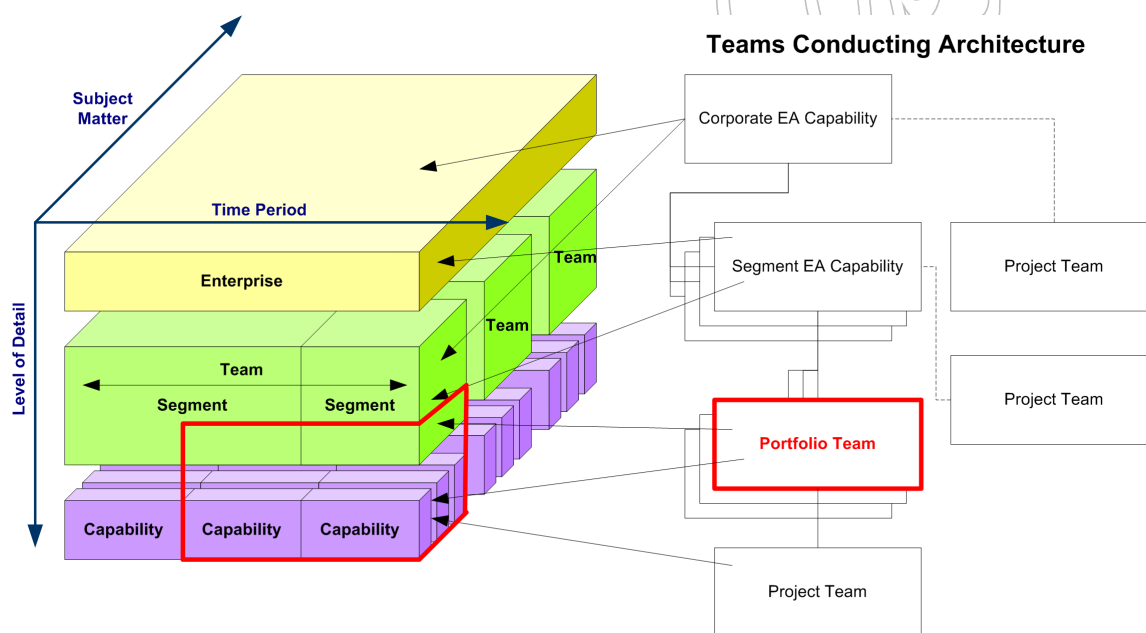 Teams Conducting Architecture
Subject
Matter
Corporate EA Capability
Time Period
Team
Segment EA Capability
Project Team
Enterprise
Level of Detail
Team
Team
Segment
Segment
Project Team
Portfolio Team
Capability
Capability
Capability
Project Team